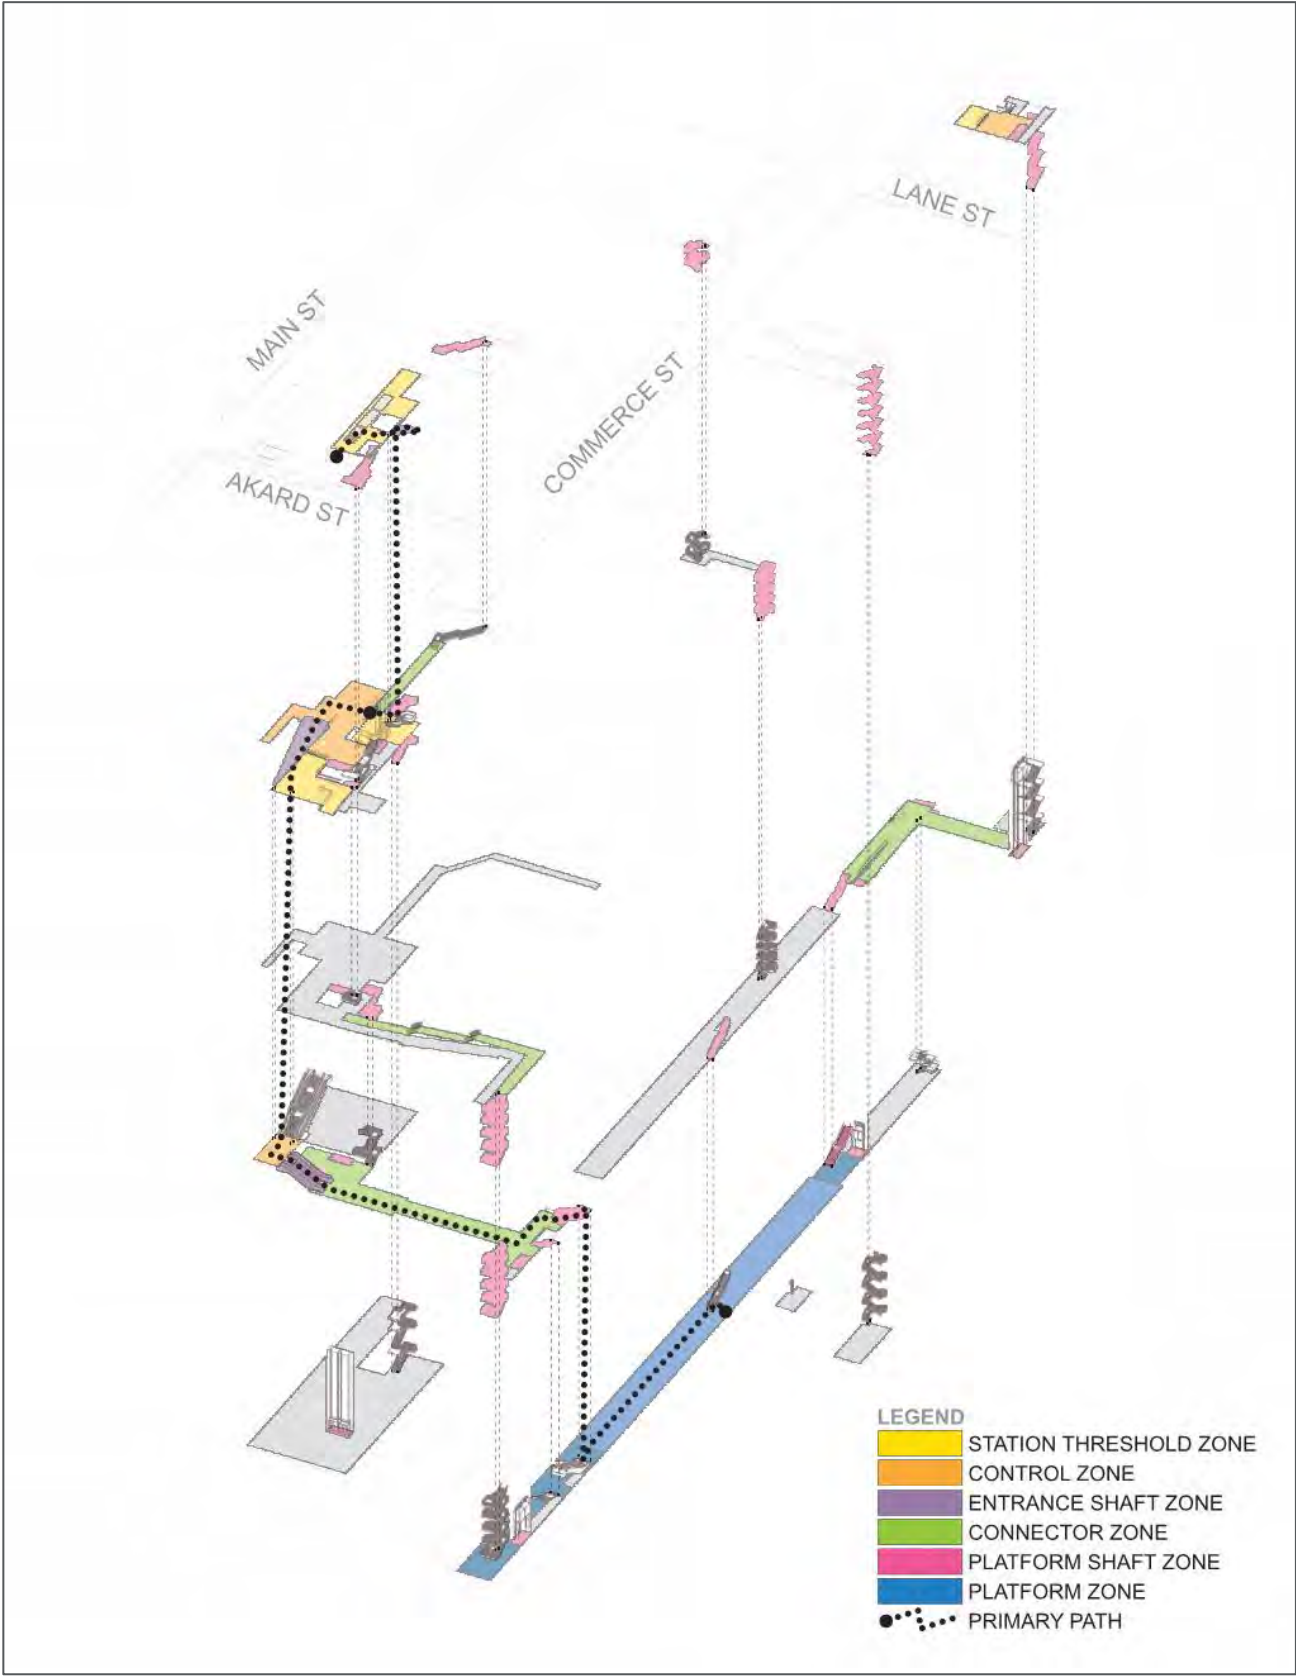 LANE ST
MAIN ST
COMMERCE ST
AKARD ST
LEGEND
STATION THRESHOLD ZONE
CONTROL ZONE
ENTRANCE SHAFT ZONE
CONNECTOR ZONE
PLATFORM SHAFT ZONE
PLATFORM ZONE
PRIMARY PATH